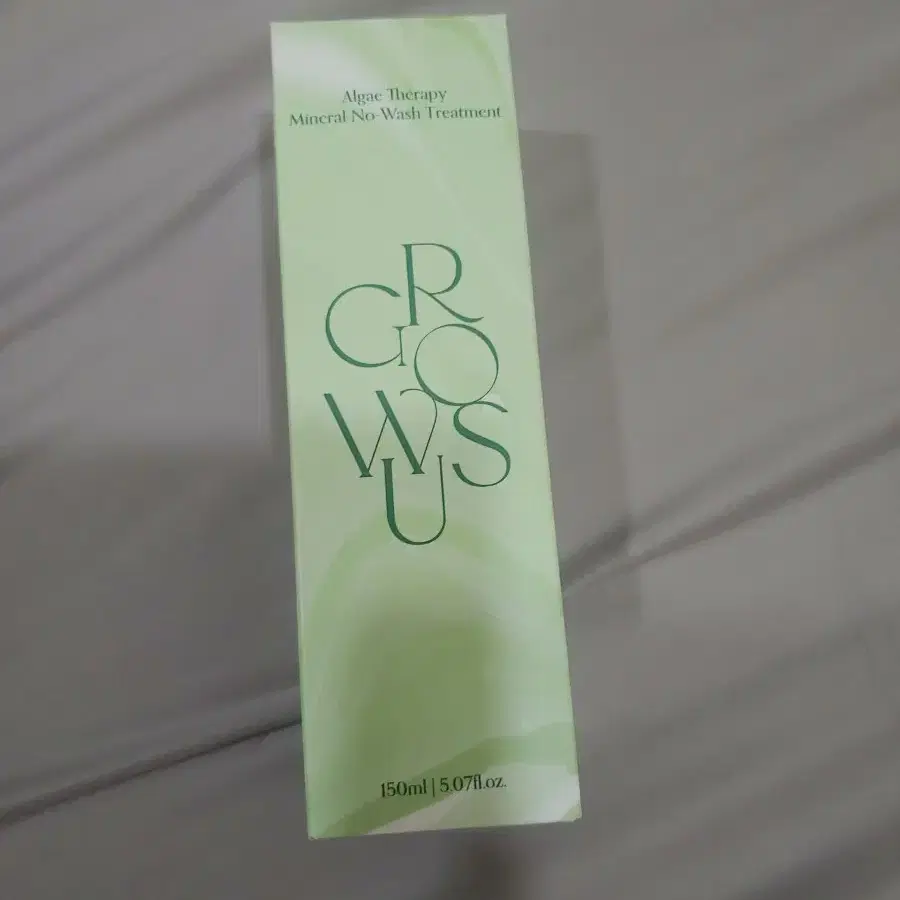 Algae Therapy
Mineral No-Wash Treatment
GROWUS
150ml | 5.07fl.oz.